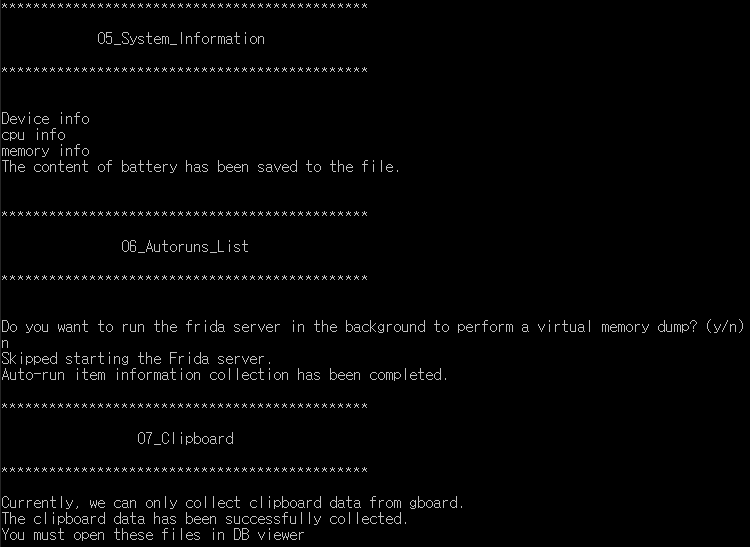 **********************************************
05_System_Information
**********************************************
Device info
cpu info
memory info
The content of battery has been saved to the file.
**********************************************
06_Autoruns_List
**********************************************
Do you want to run the frida server in the background to perform a virtual memory dump? (y/n)
n
Skipped starting the Frida server.
Auto-run item information collection has been completed.
**********************************************
07_Clipboard
**********************************************
Currently, we can only collect clipboard data from gboard.
The clipboard data has been successfully collected.
You must open these files in DB viewer